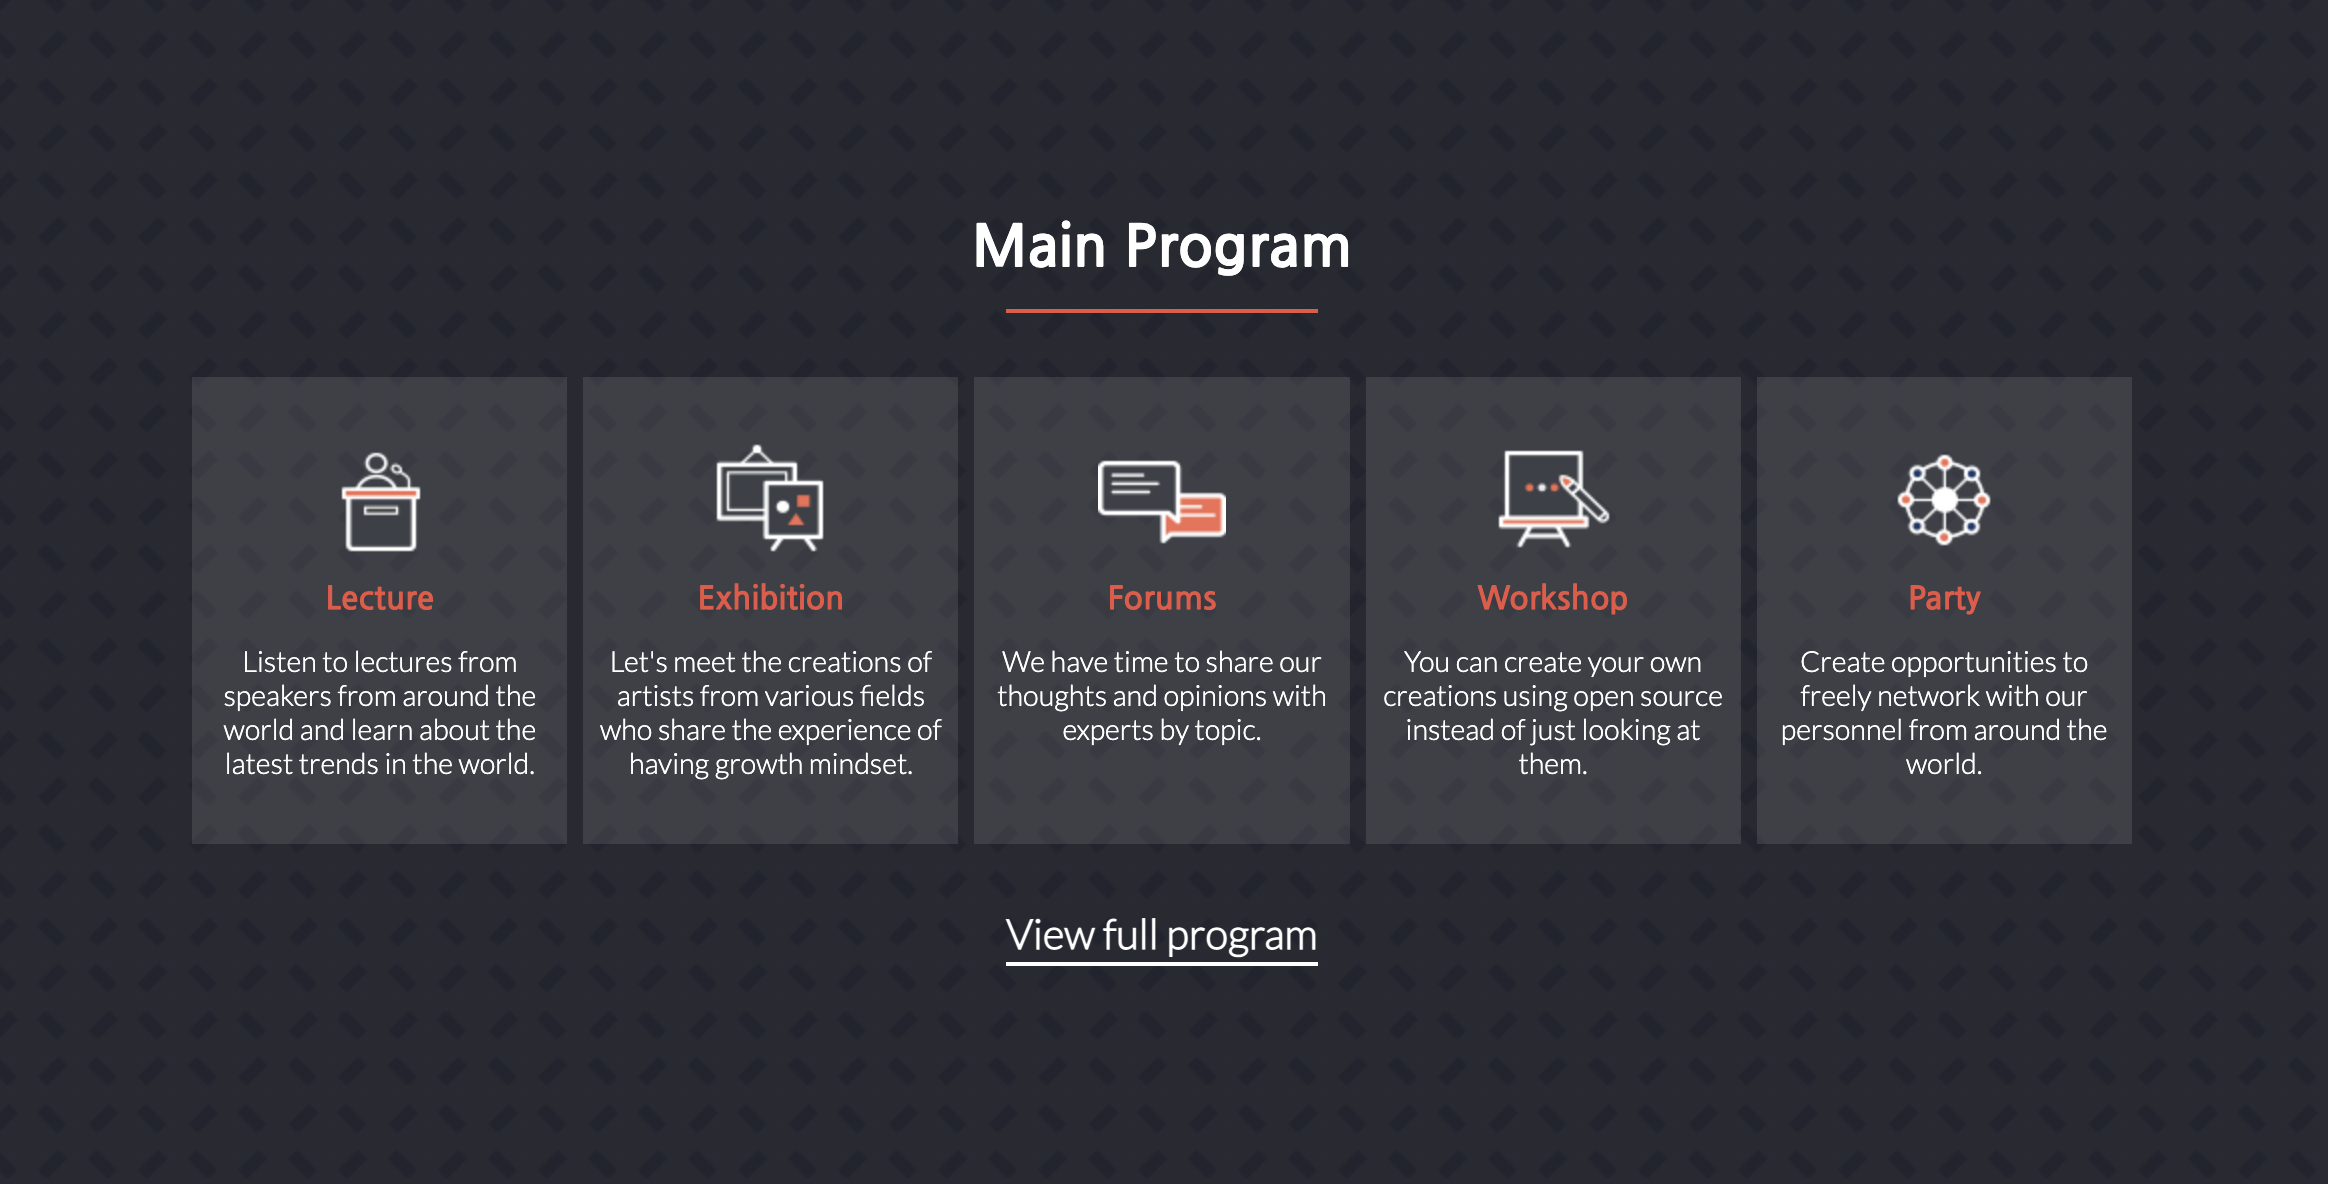 Main Program
Lecture
Listen to lectures from
speakers from around the
world and learn about the
latest trends in the world.
Exhibition
Let's meet the creations of
artists from various fields
who share the experience of
having growth mindset.
Forums
We have time to share our
thoughts and opinions with
experts by topic.
Workshop
You can create your own
creations using open source
instead of just looking at
them.
Party
Create opportunities to
freely network with our
personnel from around the
world.
View full program